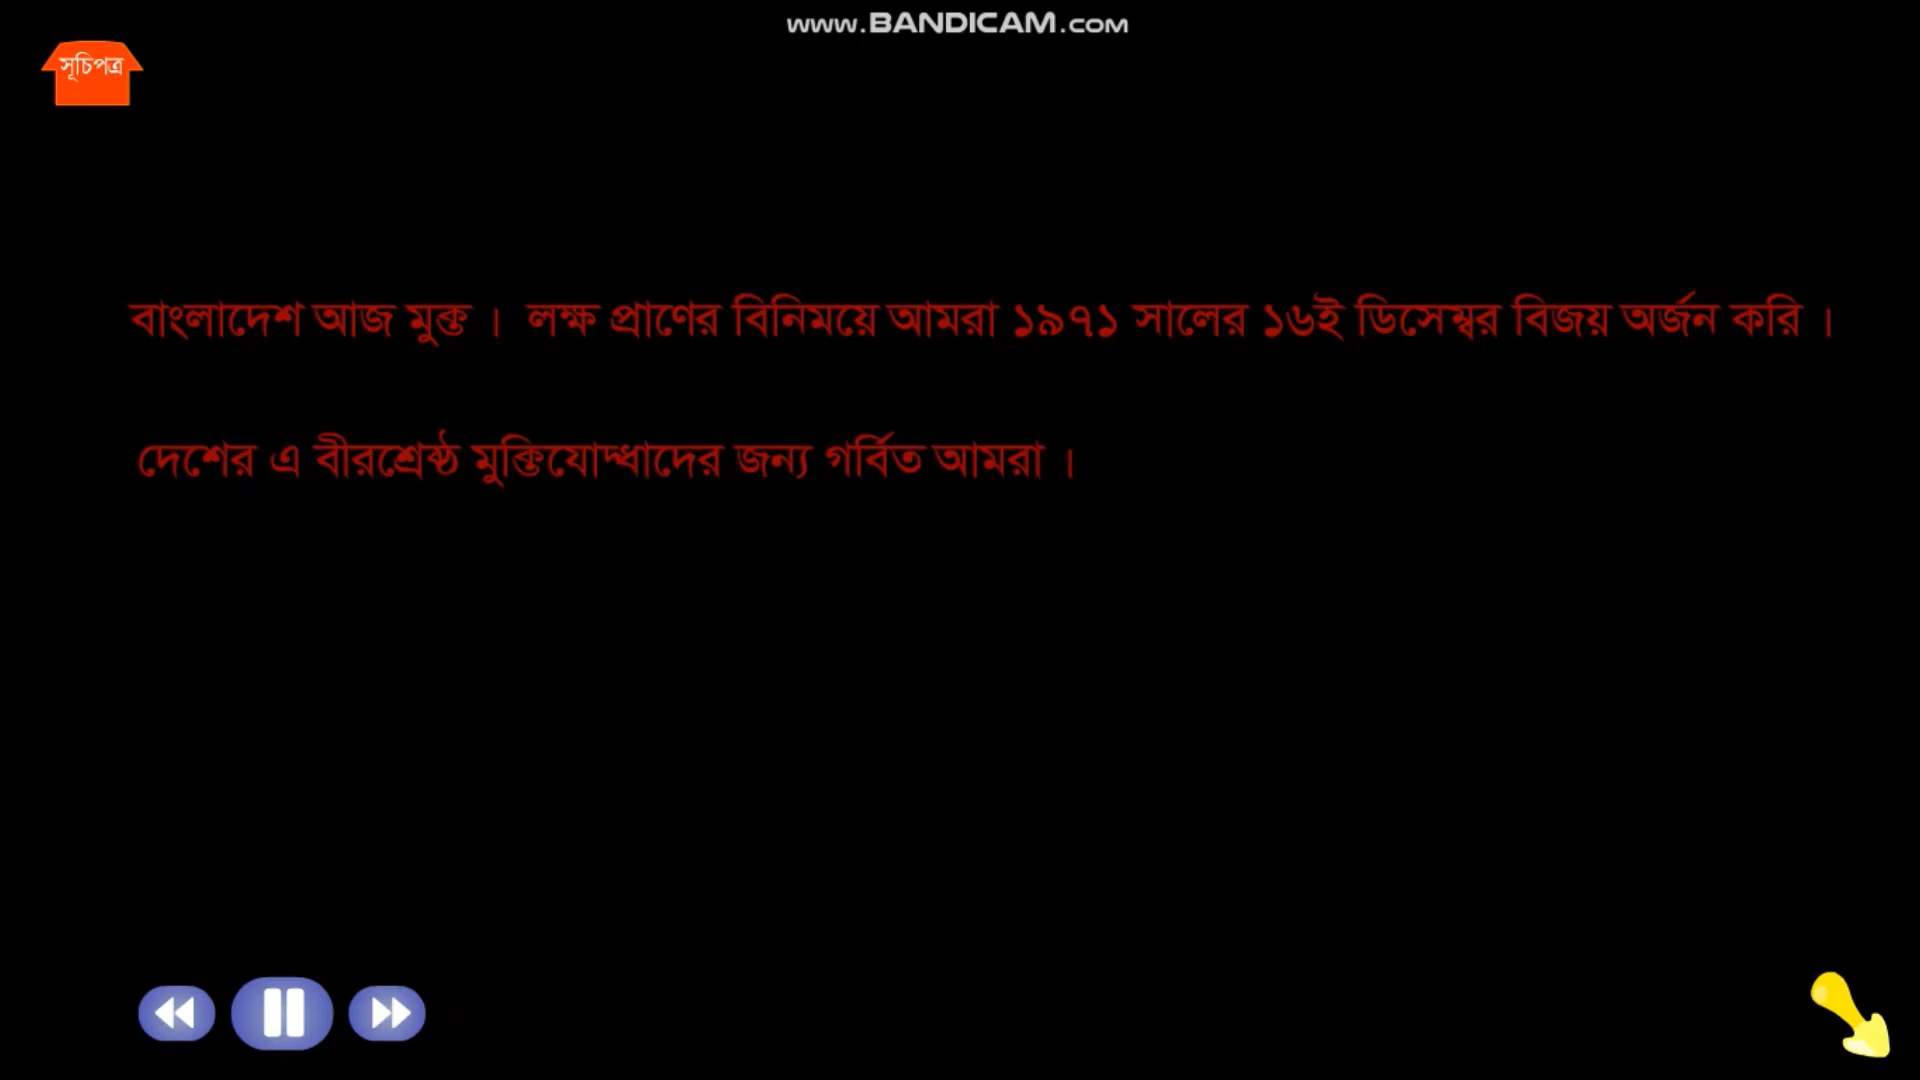 www.BANDICAM.com
সূচিপত্র
বাংলাদেশ আজ মুক্ত । লক্ষ প্রাণের বিনিময়ে আমরা ১৯৭১ সালের ১৬ই ডিসেম্বর বিজয় অর্জন করি ।
দেশের এ বীরশ্রেষ্ঠ মুক্তিযোদ্ধাদের জন্য গর্বিত আমরা ।